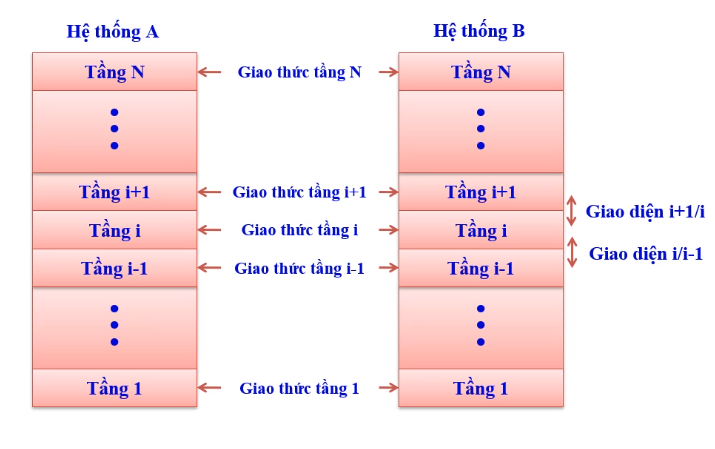 Hệ thống A
Hệ thống B
Tầng N
Giao thức tầng N
Tầng N
Tầng i+1
Giao thức tầng i+1
Tầng i+1
Giao diện i+1/i
Tầng i
Giao thức tầng i
Tầng i
Giao diện i/i-1
Tầng i-1
Giao thức tầng i-1
Tầng i-1
Tầng 1
Giao thức tầng 1
Tầng 1